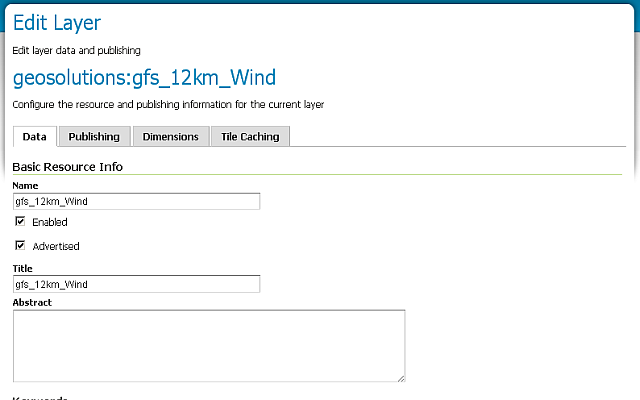 Edit Layer
Edit layer data and publishing
geosolutions:gfs_12km_Wind
Configure the resource and publishing information for the current layer
Data Publishing Dimensions Tile Caching
Basic Resource Info
Name
gfs_12km_Wind
Enabled
Advertised
Title
gfs_12km_Wind
Abstract
Keywords